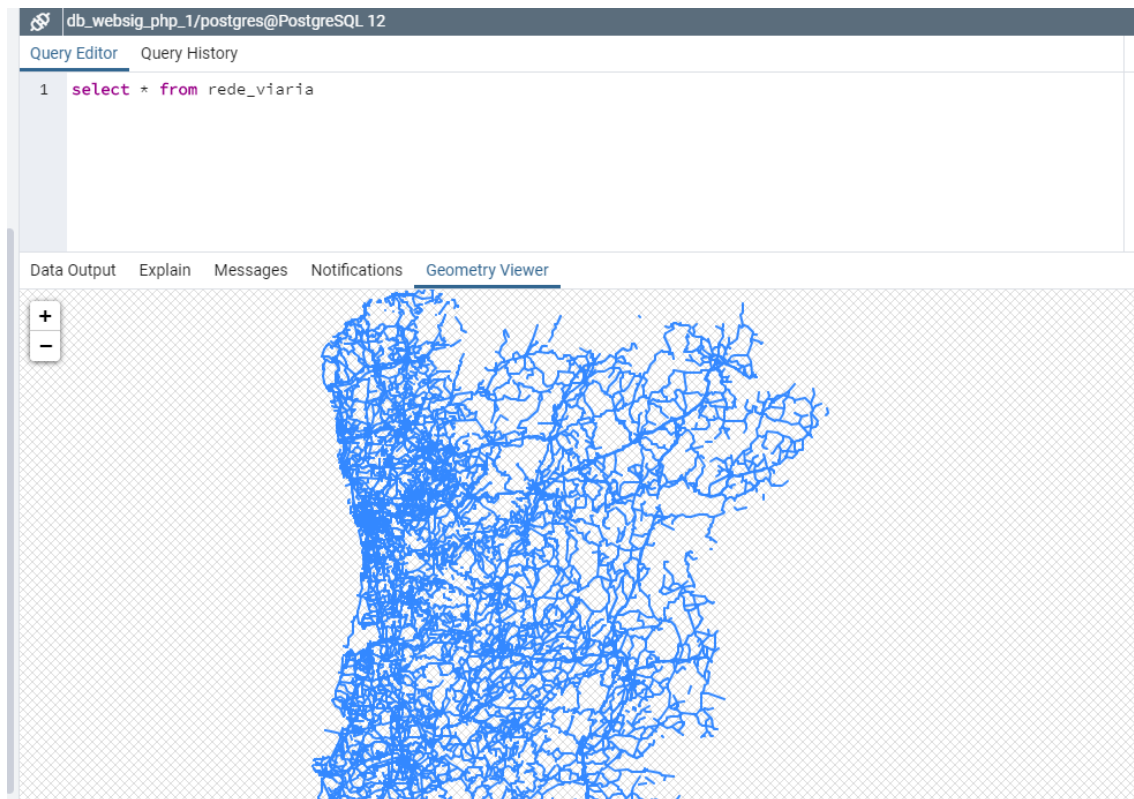 db_websig_php_1/postgres@PostgreSQL 12
Query Editor Query History
1 select * from rede_viaria
Data Output Explain Messages Notifications Geometry Viewer
+
−